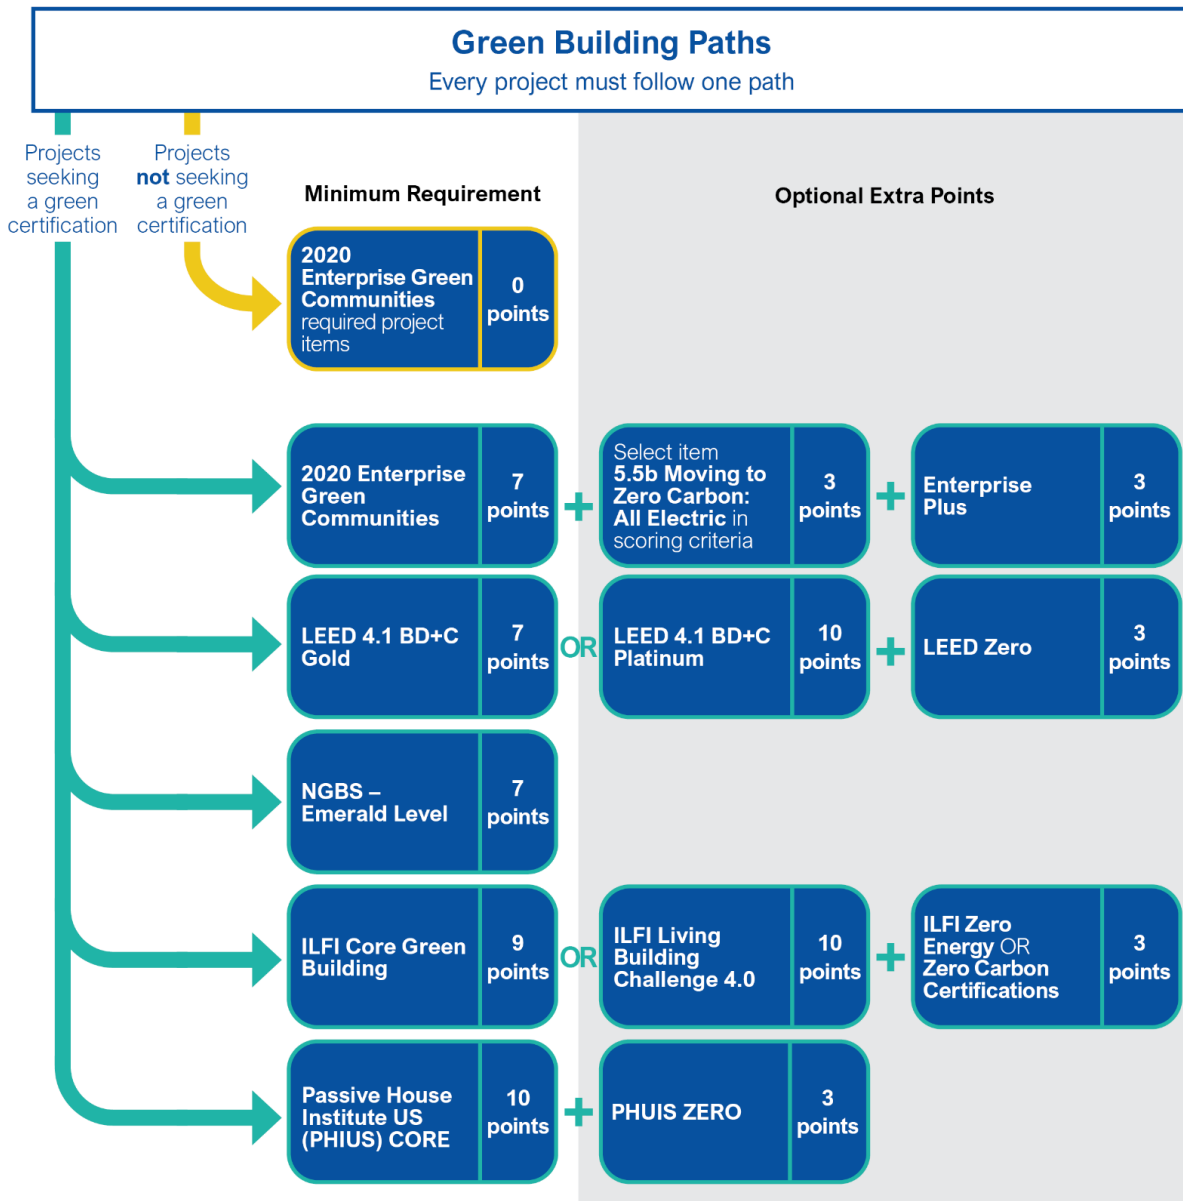 Green Building Paths
Every project must follow one path
Projects
seeking
a green
certification
Projects
not seeking
a green
certification
Minimum Requirement
Optional Extra Points
2020
Enterprise Green
Communities
required project
items
0
points
2020 Enterprise
Green
Communities
7
points
+
Select item
5.5b Moving to
Zero Carbon:
All Electric in
scoring criteria
3
points
+
Enterprise
Plus
3
points
LEED 4.1 BD+C
Gold
7
points
OR
LEED 4.1 BD+C
Platinum
10
points
+
LEED Zero
3
points
NGBS –
Emerald Level
7
points
ILFI Core Green
Building
9
points
OR
ILFI Living
Building
Challenge 4.0
10
points
+
ILFI Zero
Energy OR
Zero Carbon
Certifications
3
points
Passive House
Institute US
(PHIUS) CORE
10
points
+
PHUIS ZERO
3
points